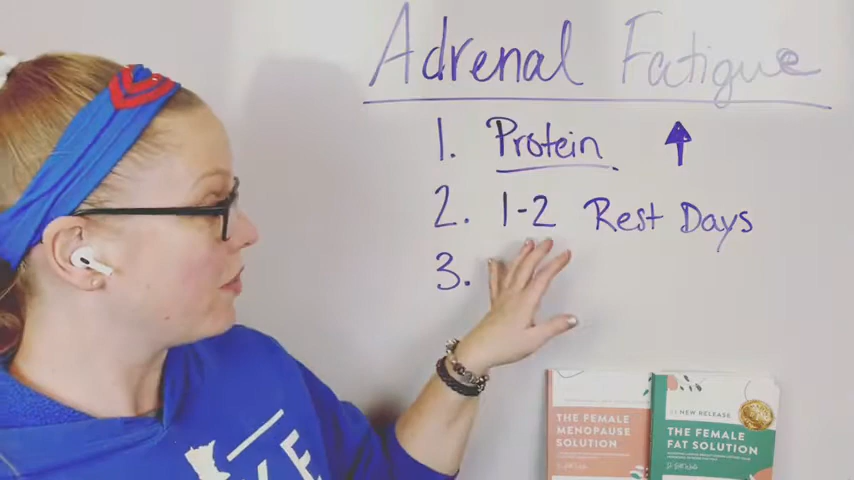 Adrenal Fatigue
1. Protein ↑
2. 1-2 Rest Days
3.
THE FEMALE
MENOPAUSE
SOLUTION
NEW RELEASE
THE FEMALE
FAT SOLUTION